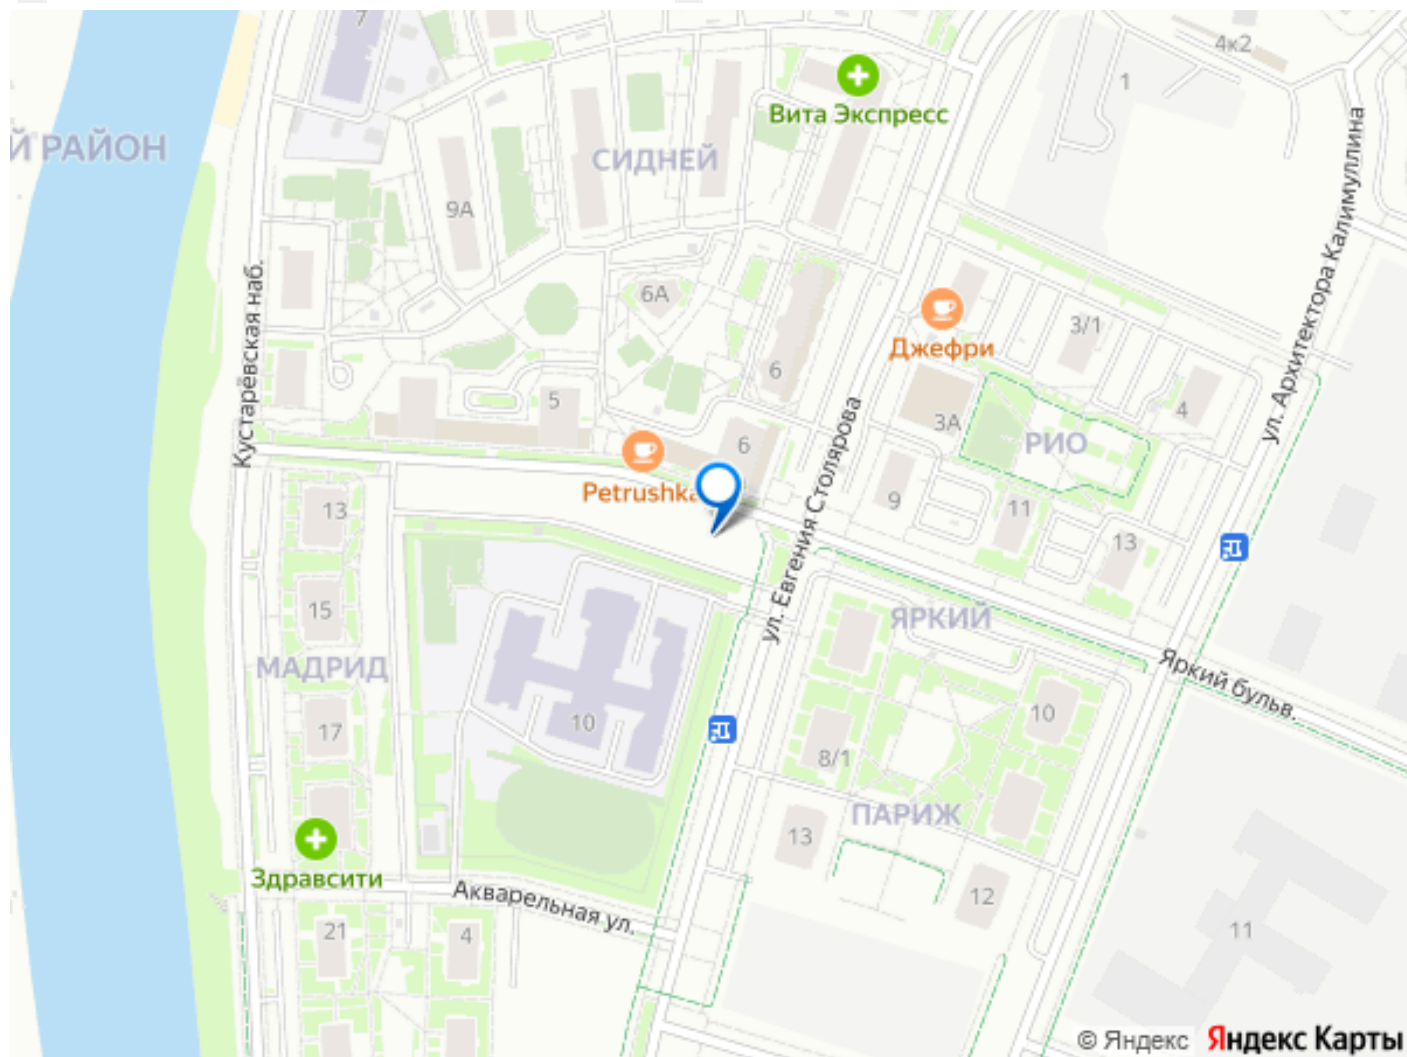 7
4к2
1
Вита Экспресс
Й РАЙОН
СИДНЕЙ
9А
ул. Архитектора Калимуллина
Кустарёвская наб.
6А
3/1
Джефри
6
5
4
3А
РИО
6
ул. Евгения Столярова
Petrushka
13
9
11
13
15
ЯРКИЙ
МАДРИД
Яркий бульв.
17
10
10
8/1
ПАРИЖ
13
Здравсити
Акварельная ул.
12
21
4
11
© Яндекс Яндекс Карты